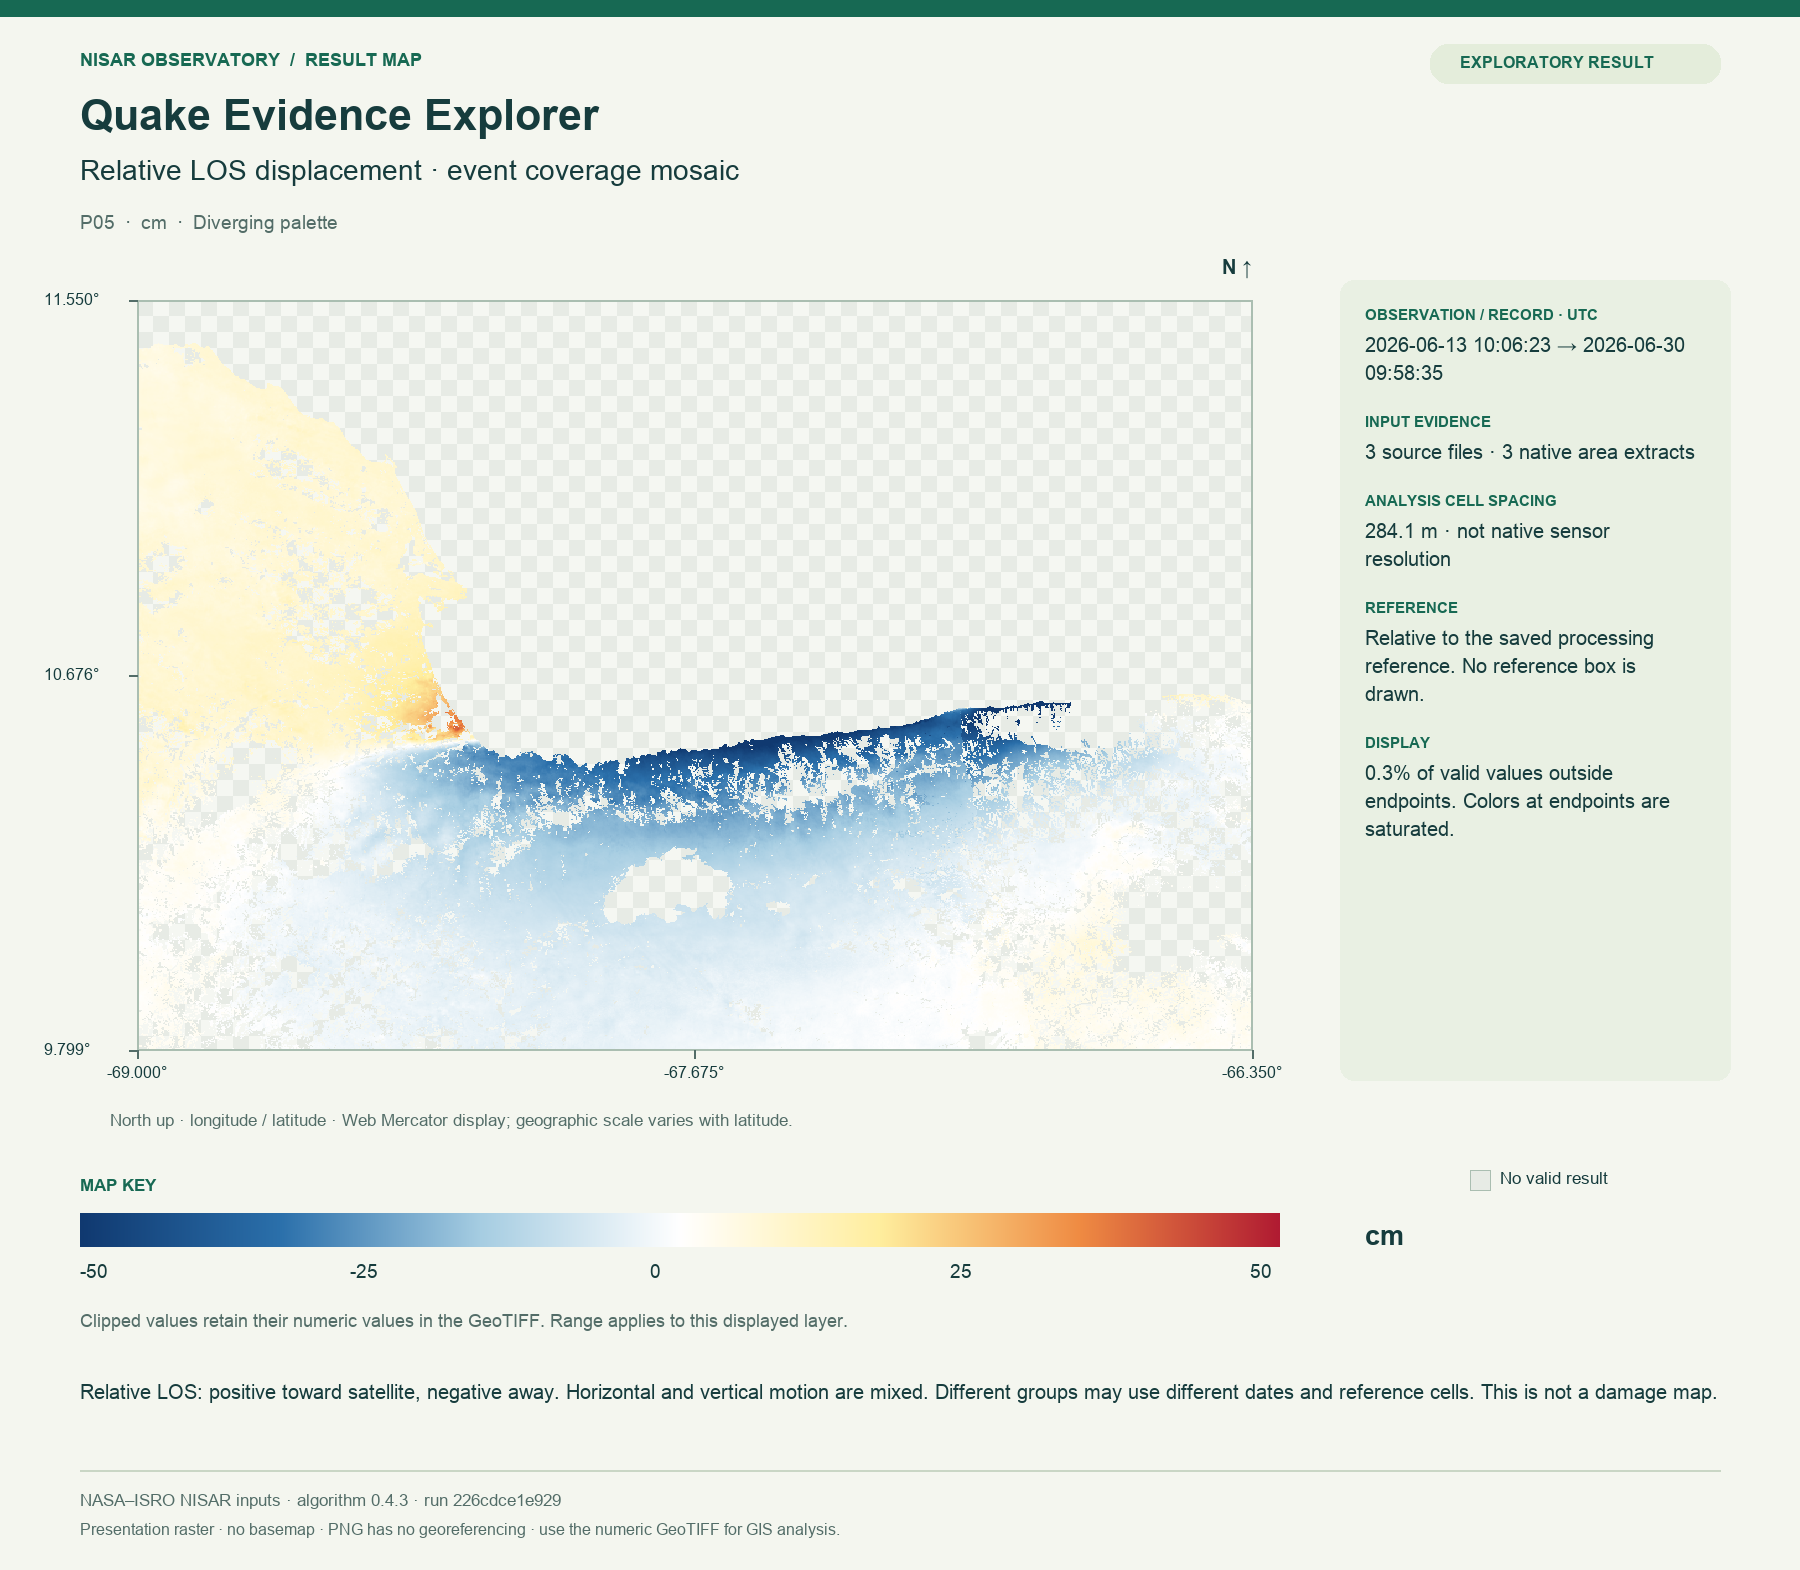 NISAR OBSERVATORY / RESULT MAP
EXPLORATORY RESULT
Quake Evidence Explorer
Relative LOS displacement · event coverage mosaic
P05 · cm · Diverging palette
N ↑
11.550°
10.676°
9.799°
-69.000°
-67.675°
-66.350°
OBSERVATION / RECORD · UTC
2026-06-13 10:06:23 → 2026-06-30
09:58:35
INPUT EVIDENCE
3 source files · 3 native area extracts
ANALYSIS CELL SPACING
284.1 m · not native sensor
resolution
REFERENCE
Relative to the saved processing
reference. No reference box is
drawn.
DISPLAY
0.3% of valid values outside
endpoints. Colors at endpoints are
saturated.
North up · longitude / latitude · Web Mercator display; geographic scale varies with latitude.
MAP KEY
No valid result
cm
-50
-25
0
25
50
Clipped values retain their numeric values in the GeoTIFF. Range applies to this displayed layer.
Relative LOS: positive toward satellite, negative away. Horizontal and vertical motion are mixed. Different groups may use different dates and reference cells. This is not a damage map.
NASA–ISRO NISAR inputs · algorithm 0.4.3 · run 226cdce1e929
Presentation raster · no basemap · PNG has no georeferencing · use the numeric GeoTIFF for GIS analysis.